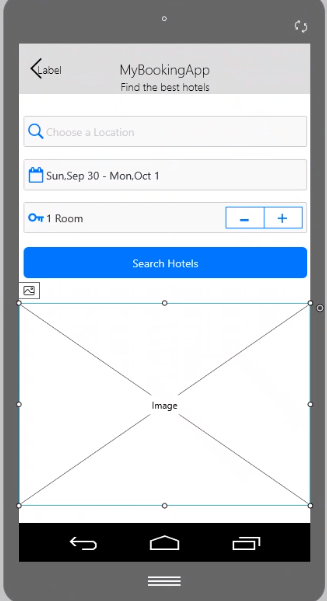 Label
MyBookingApp
Find the best hotels
Choose a Location
Sun,Sep 30 - Mon,Oct 1
1 Room
Search Hotels
Image